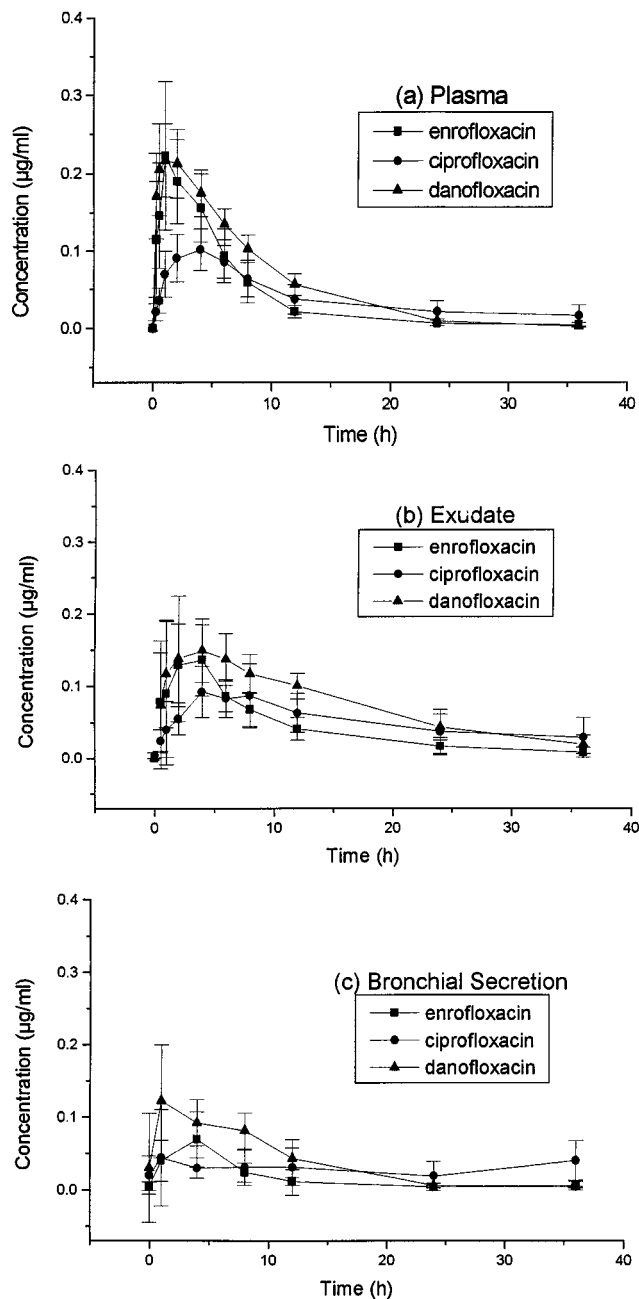 0.4
(a) Plasma
enrofloxacin
ciprofloxacin
danofloxacin
0.3
0.2
0.1
0.0
Concentration (µg/ml)
0 10 20 30 40
Time (h)
0.4
(b) Exudate
enrofloxacin
ciprofloxacin
danofloxacin
0.3
0.2
0.1
0.0
Concentration (µg/ml)
0 10 20 30 40
Time (h)
0.4
(c) Bronchial Secretion
enrofloxacin
ciprofloxacin
danofloxacin
0.3
0.2
0.1
0.0
Concentration (µg/ml)
0 10 20 30 40
Time (h)